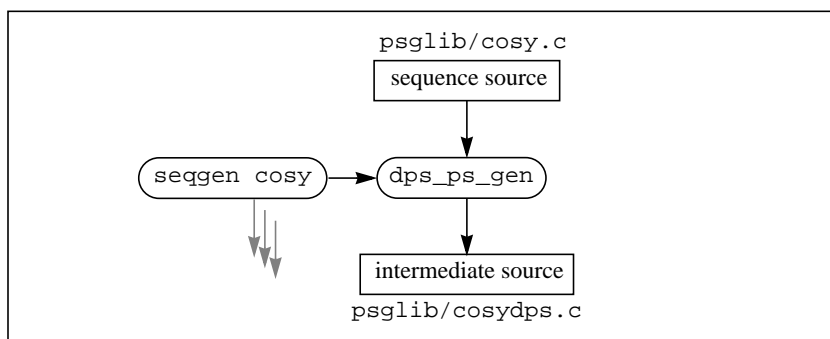 psglib/cosy.c
sequence source
seqgen cosy
dps_ps_gen
intermediate source
psglib/cosydps.c